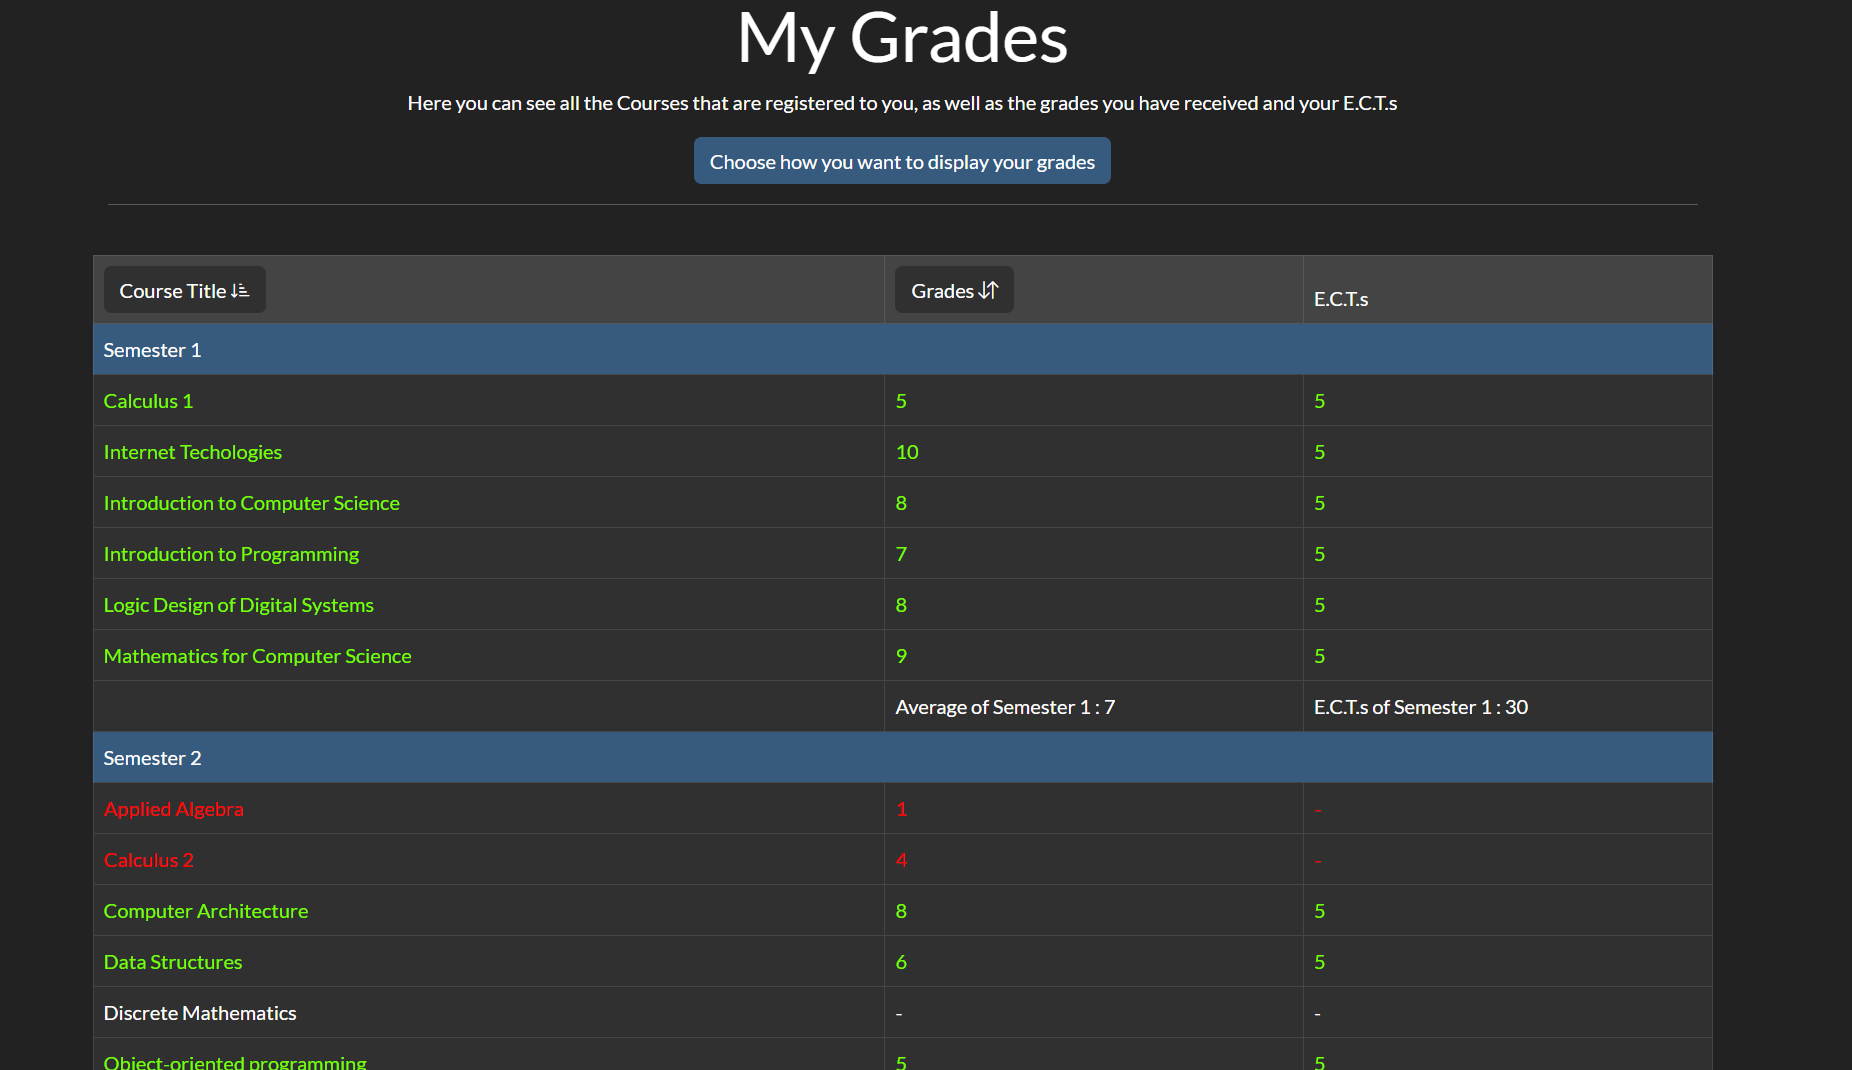 My Grades
Here you can see all the Courses that are registered to you, as well as the grades you have received and your E.C.T.s
Choose how you want to display your grades
Course Title Grades E.C.T.s
Semester 1
Calculus 1 5 5
Internet Techologies 10 5
Introduction to Computer Science 8 5
Introduction to Programming 7 5
Logic Design of Digital Systems 8 5
Mathematics for Computer Science 9 5
Average of Semester 1 : 7 E.C.T.s of Semester 1 : 30
Semester 2
Applied Algebra 1 -
Calculus 2 4 -
Computer Architecture 8 5
Data Structures 6 5
Discrete Mathematics - -
Object-oriented programming 5 5